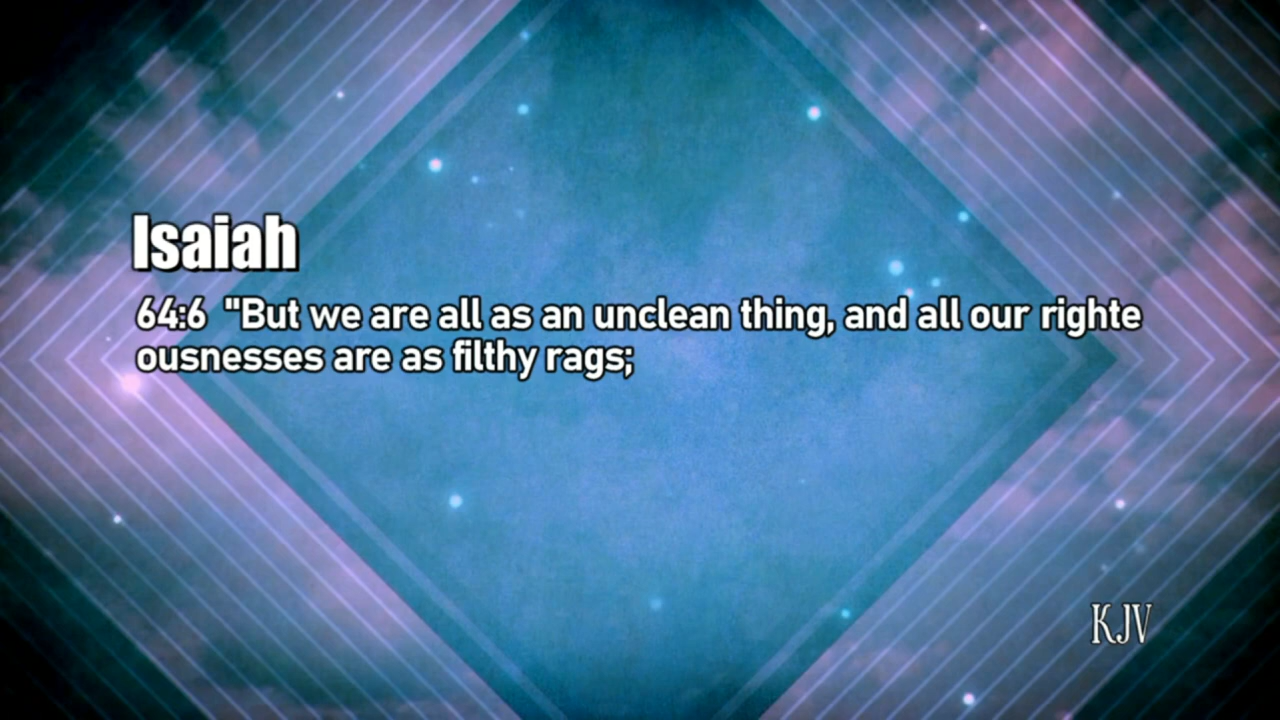 Isaiah
64:6 "But we are all as an unclean thing, and all our righte
ousnesses are as filthy rags;
KJV